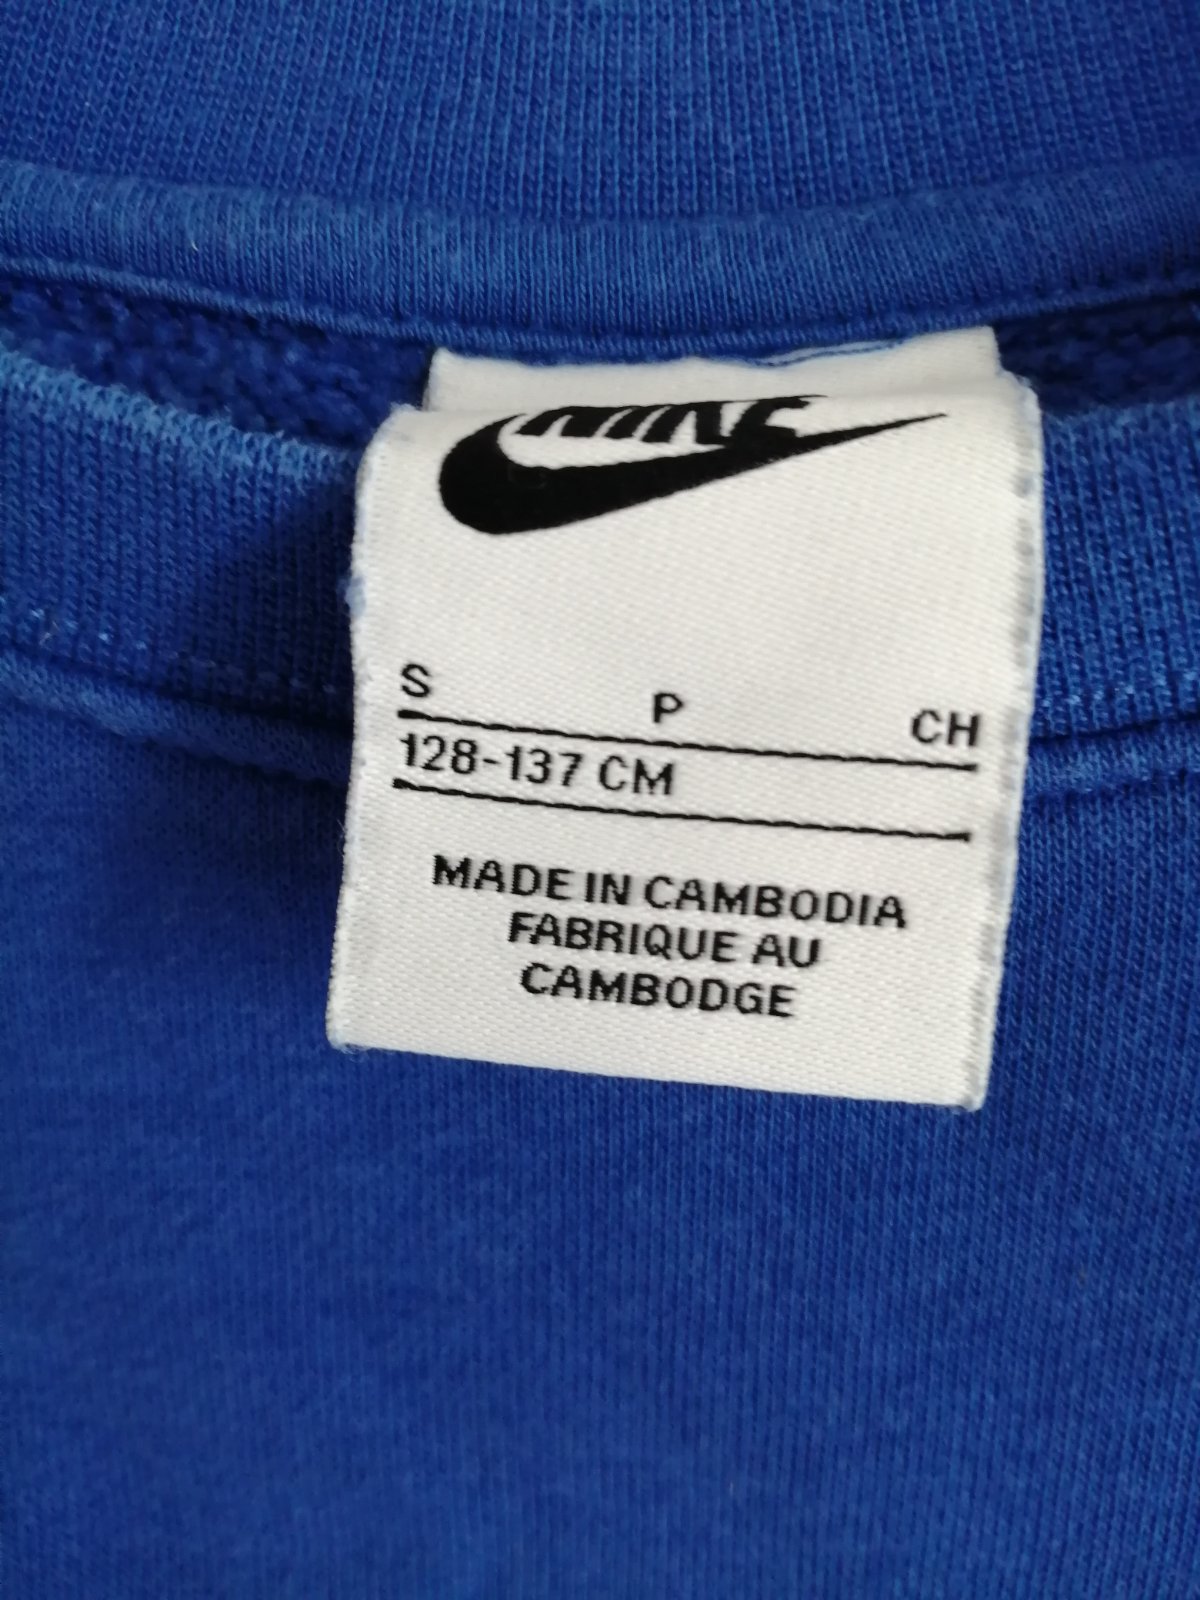 NIKE
S P CH
128-137 CM
MADE IN CAMBODIA
FABRIQUE AU
CAMBODGE